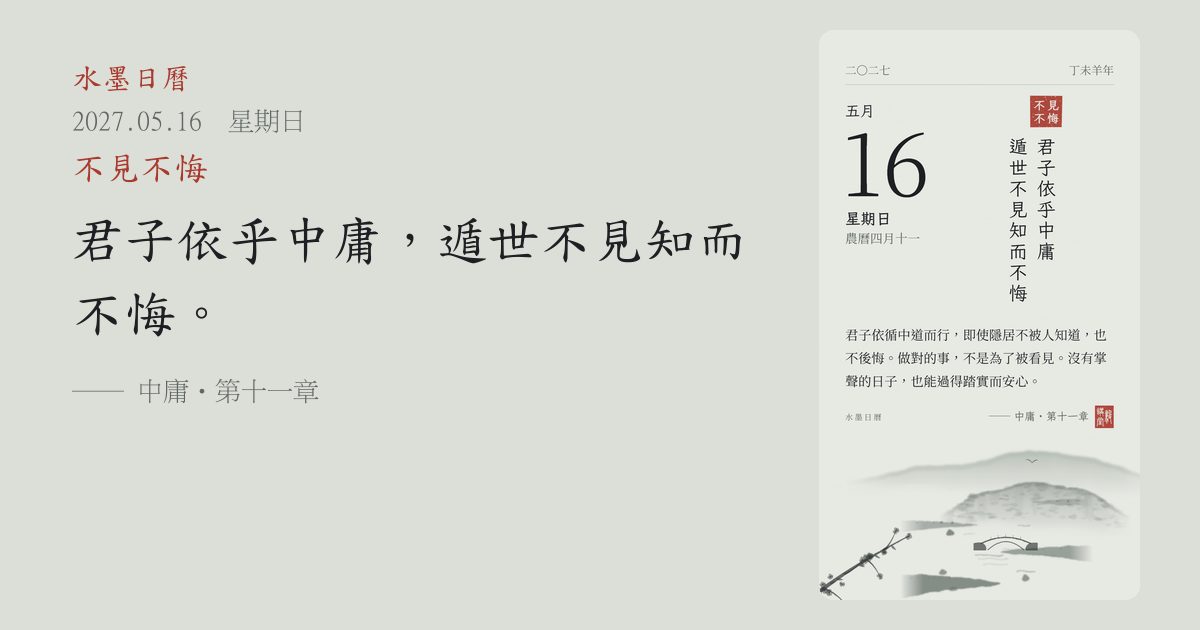 水墨日曆
2027.05.16 星期日
不見不悔
君子依乎中庸，遁世不見知而
不悔。
—— 中庸・第十一章
二〇二七
丁未羊年
五月
16
星期日
農曆四月十一
見悔
不不
君子依乎中庸
遁世不見知而不悔
君子依循中道而行，即使隱居不被人知道，也
不後悔。做對的事，不是為了被看見。沒有掌
聲的日子，也能過得踏實而安心。
水墨日曆
—— 中庸・第十一章